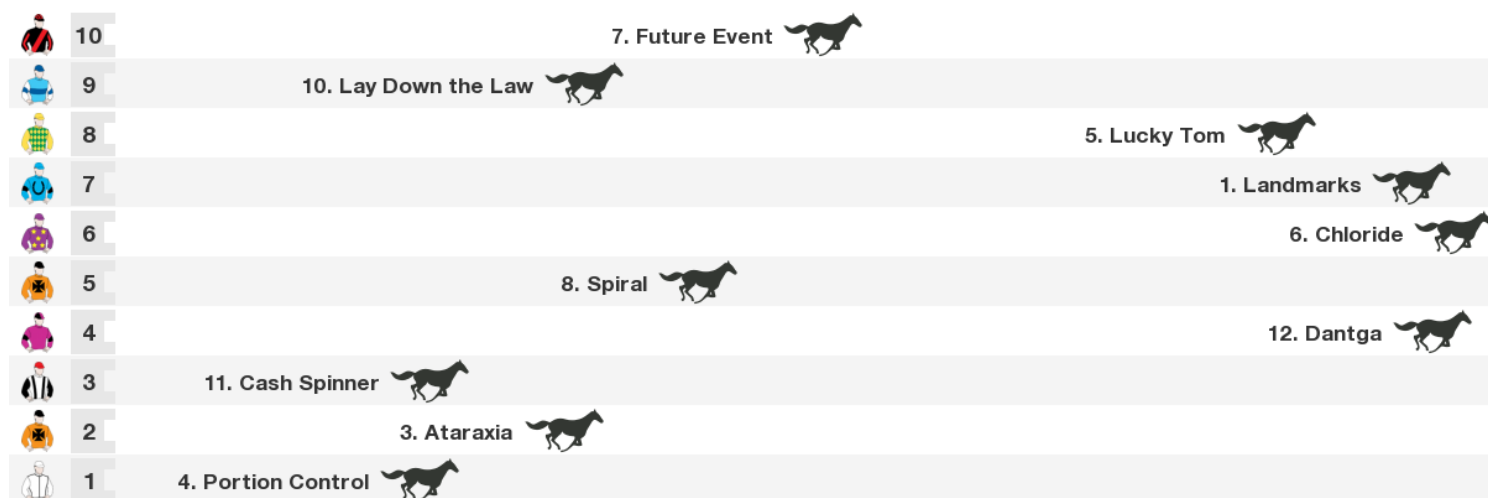 10 7. Future Event
9 10. Lay Down the Law
8 5. Lucky Tom
7 1. Landmarks
6 6. Chloride
5 8. Spiral
4 12. Dantga
3 11. Cash Spinner
2 3. Ataraxia
1 4. Portion Control